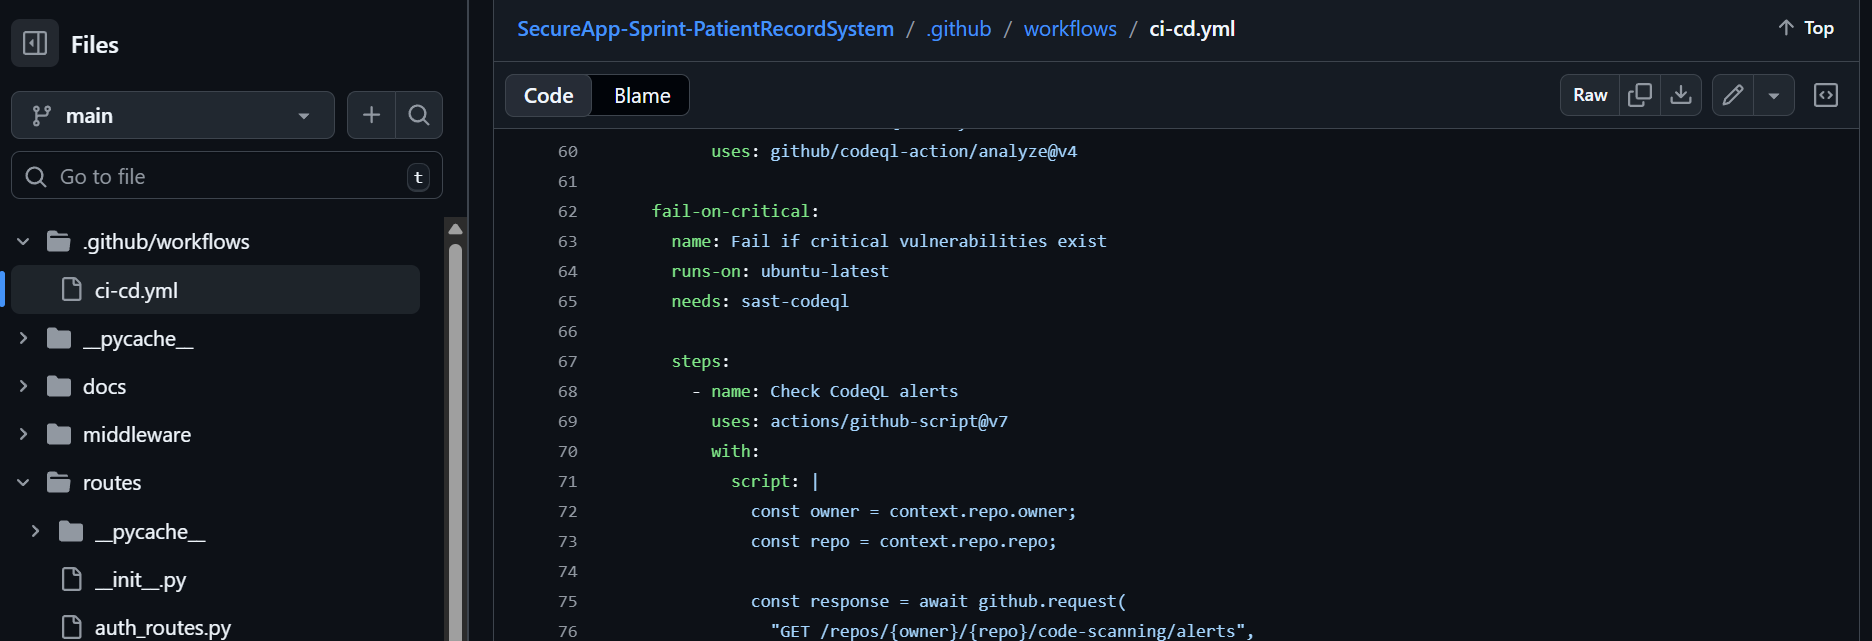 Files
main
Go to file
t
.github/workflows
ci-cd.yml
__pycache__
docs
middleware
routes
__pycache__
__init__.py
auth_routes.py
SecureApp-Sprint-PatientRecordSystem / .github / workflows / ci-cd.yml
Top
Code
Blame
Raw
60 uses: github/codeql-action/analyze@v4
61
62 fail-on-critical:
63 name: Fail if critical vulnerabilities exist
64 runs-on: ubuntu-latest
65 needs: sast-codeql
66
67 steps:
68 - name: Check CodeQL alerts
69 uses: actions/github-script@v7
70 with:
71 script: |
72 const owner = context.repo.owner;
73 const repo = context.repo.repo;
74
75 const response = await github.request(
76 "GET /repos/{owner}/{repo}/code-scanning/alerts",